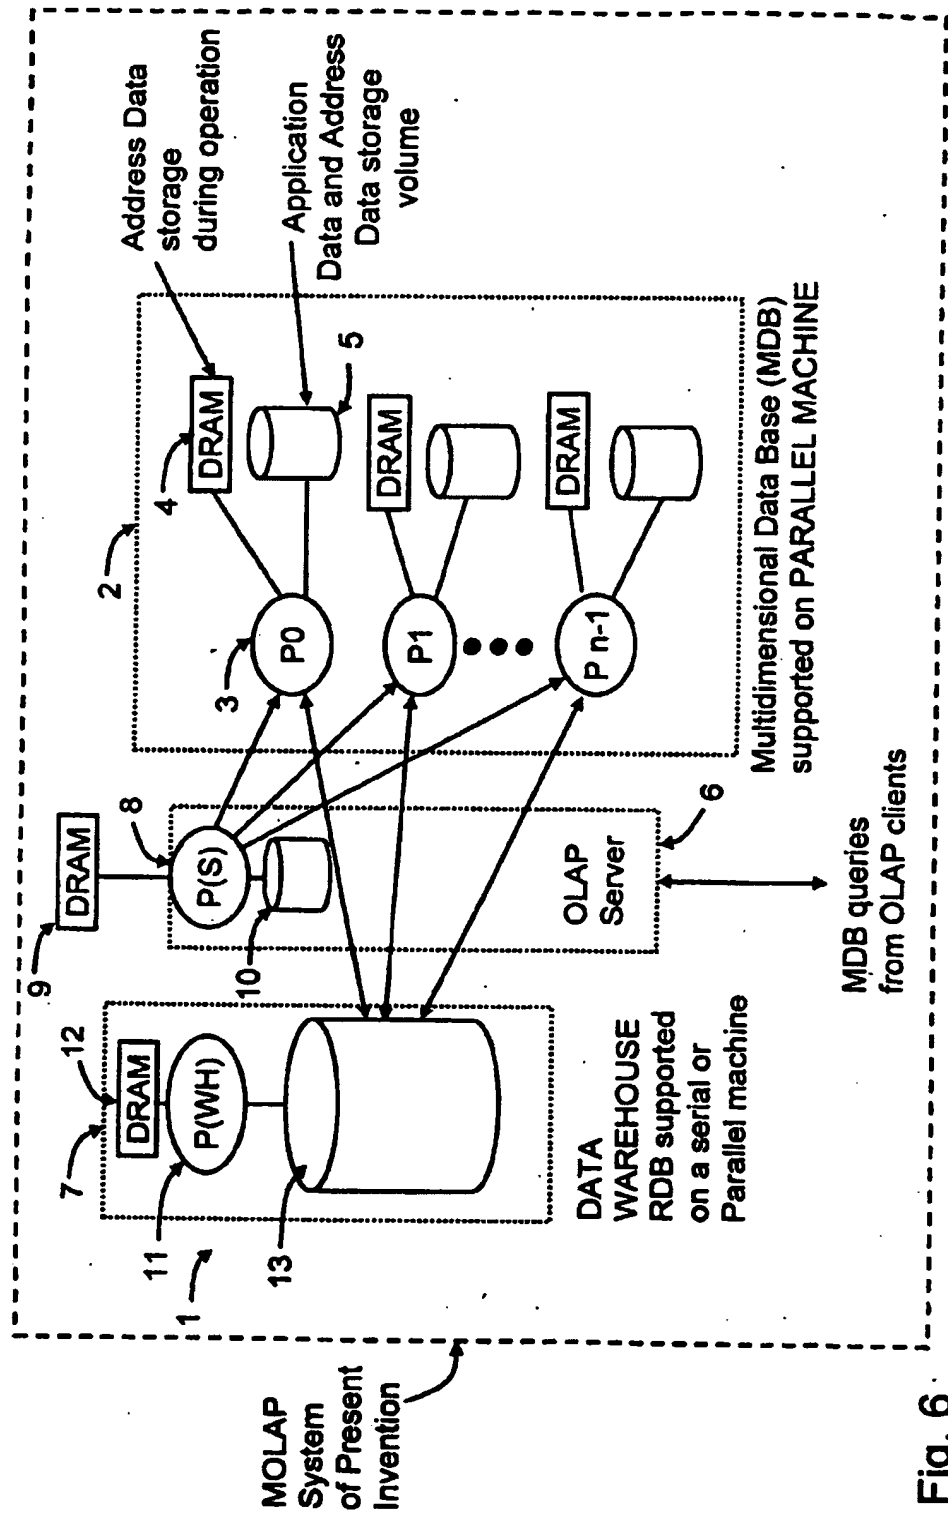 MOLAP
System
of Present
Invention
1
7
12
DRAM
11
P(WH)
13
DATA
WAREHOUSE
RDB supported
on a serial or
Parallel machine
9
DRAM
8
P(S)
10
OLAP
Server
6
MDB queries
from OLAP clients
2
3
P0
4
DRAM
5
P1
DRAM
P n-1
DRAM
Multidimensional Data Base (MDB)
supported on PARALLEL MACHINE
Address Data
storage
during operation
Application
Data and Address
Data storage
volume
Fig. 6